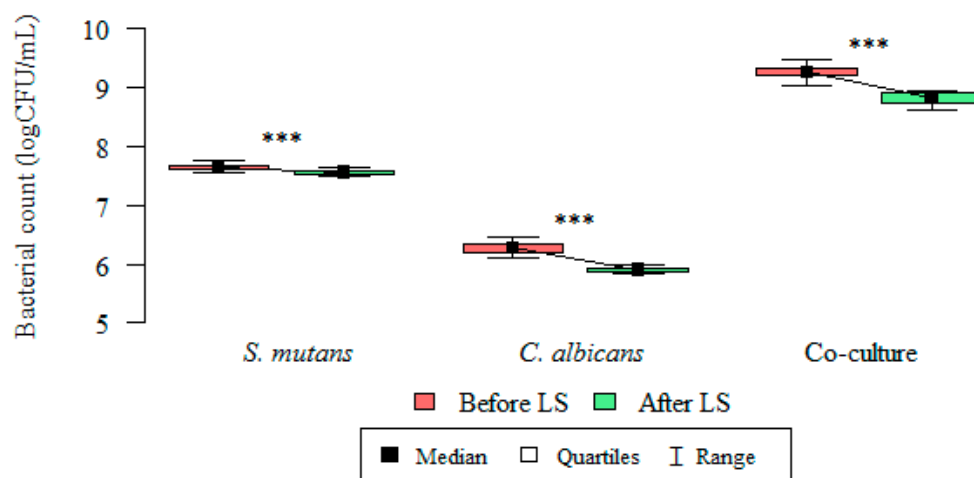 Bacterial count (logCFU/mL)
10
9
8
7
6
5
***
***
***
S. mutans C. albicans Co-culture
Before LS After LS
Median Quartiles Range